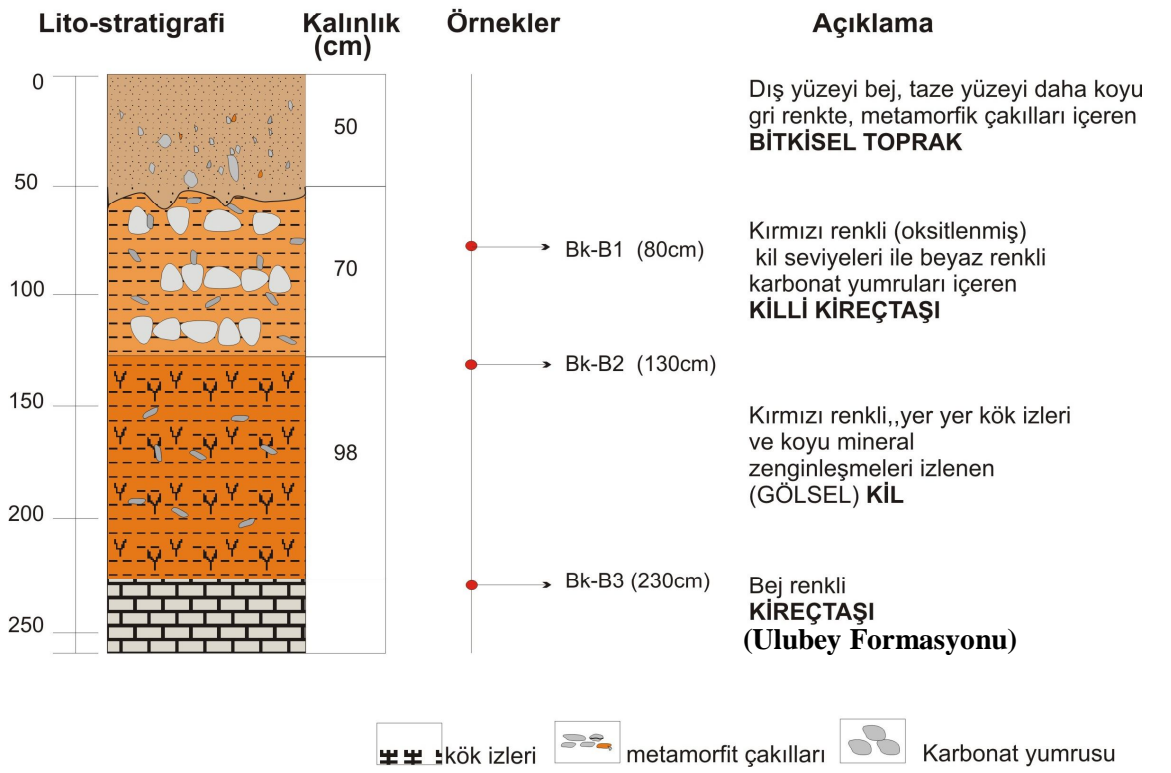 Lito-stratigrafi Kalınlık (cm) Örnekler Açıklama
0
50
100
150
200
250
50
70
98
Bk-B1 (80cm)
Bk-B2 (130cm)
Bk-B3 (230cm)
Dış yüzeyi bej, taze yüzeyi daha koyu
gri renkte, metamorfik çakılları içeren
BİTKİSEL TOPRAK
Kırmızı renkli (oksitlenmiş)
kil seviyeleri ile beyaz renkli
karbonat yumruları içeren
KİLLİ KİREÇTAŞI
Kırmızı renkli,,yer yer kök izleri
ve koyu mineral
zenginleşmeleri izlenen
(GÖLSEL) KİL
Bej renkli
KİREÇTAŞI
(Ulubey Formasyonu)
kök izleri metamorfit çakılları Karbonat yumrusu